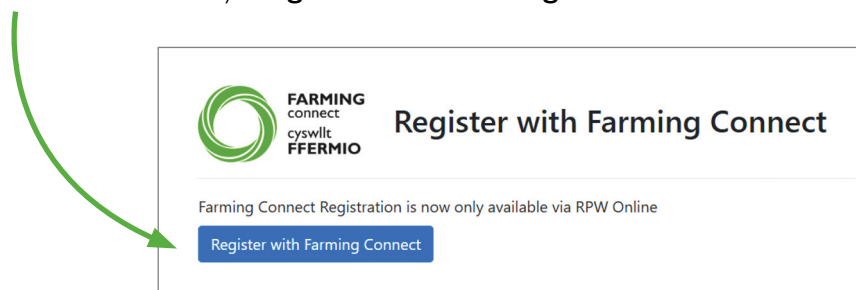 FARMING
connect
cyswllt
FFERMIO
Register with Farming Connect
Farming Connect Registration is now only available via RPW Online
Register with Farming Connect